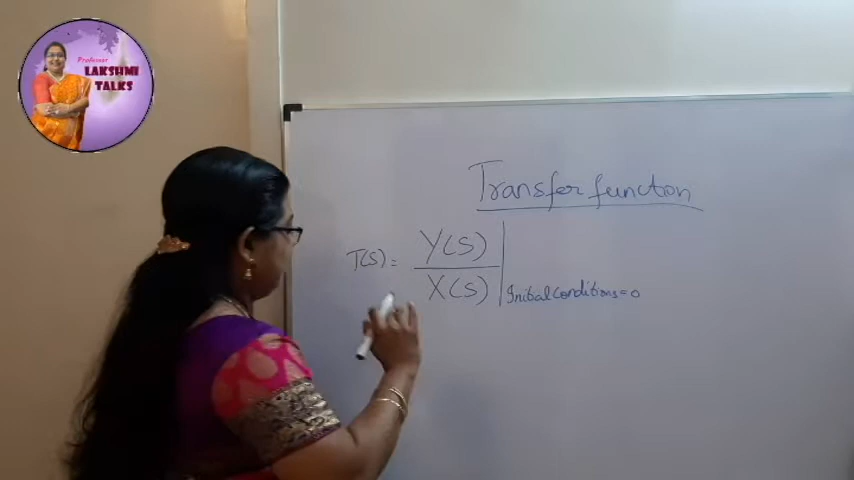 Professor
LAKSHMI
TALKS
Transfer function
T(S) = Y(S)
X(S) Initial Conditions = 0